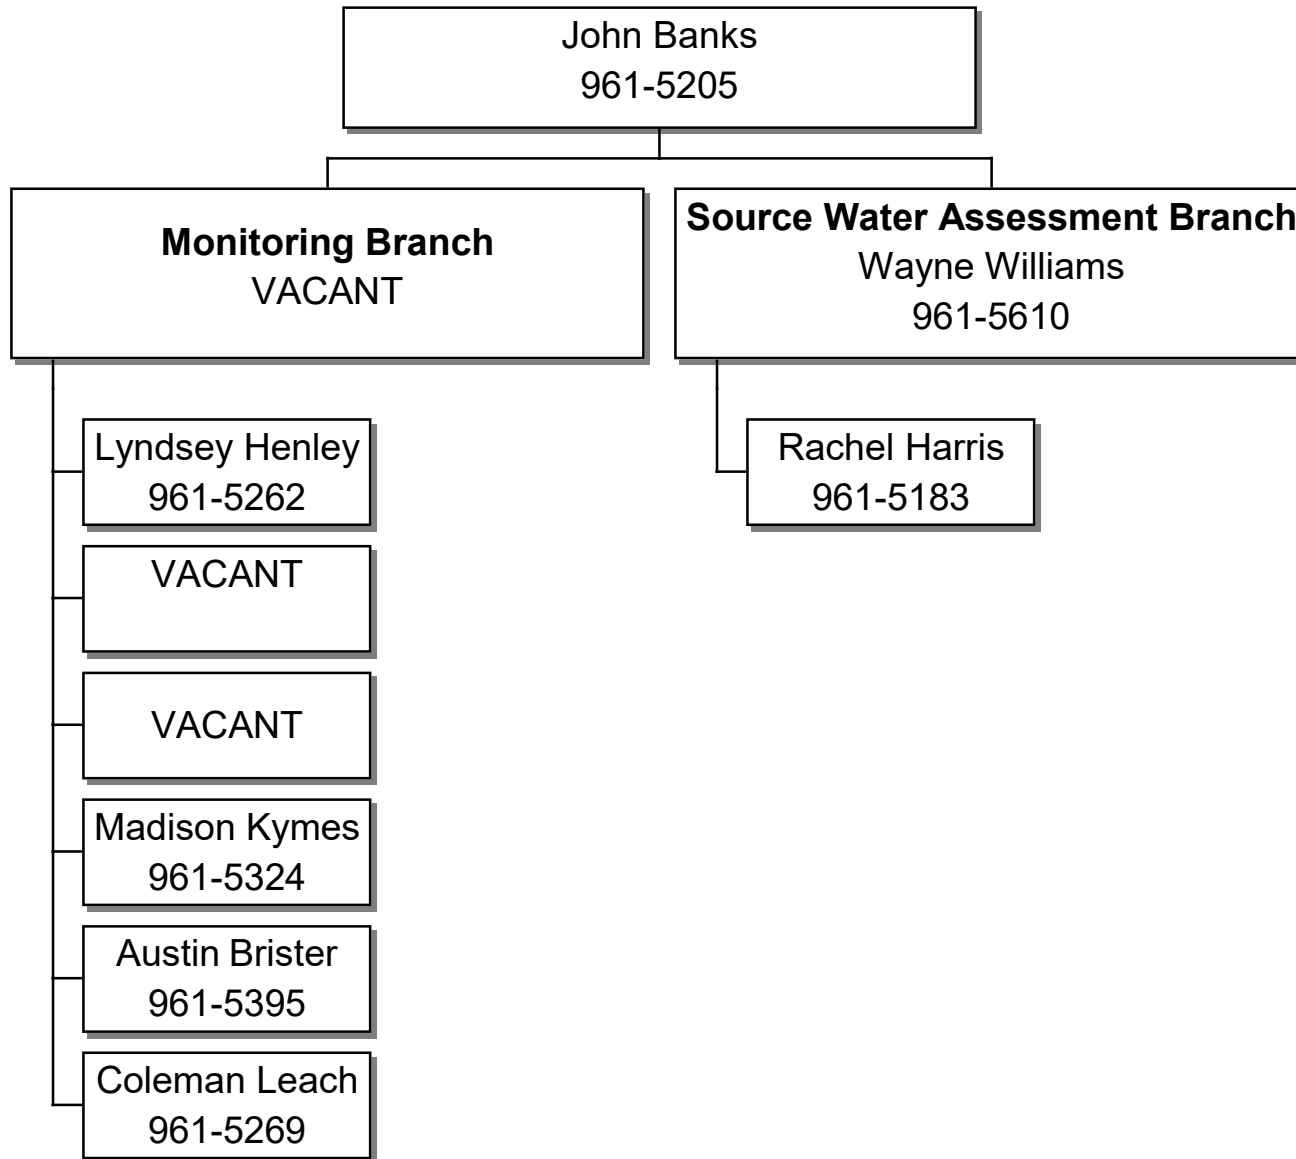 John Banks
961-5205
Monitoring Branch
VACANT
Source Water Assessment Branch
Wayne Williams
961-5610
Lyndsey Henley
961-5262
VACANT
VACANT
Madison Kymes
961-5324
Austin Brister
961-5395
Coleman Leach
961-5269
Rachel Harris
961-5183